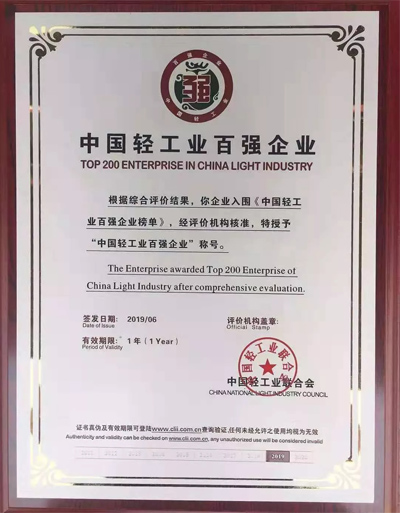 百强企业
中国轻工业
中国轻工业百强企业
TOP 200 ENTERPRISE IN CHINA LIGHT INDUSTRY
根据综合评价结果，你企业入围《中国轻工
业百强企业榜单》，经评价机构核准，特授予
“中国轻工业百强企业”称号。
The Enterprise awarded Top 200 Enterprise of
China Light Industry after comprehensive evaluation.
签发日期： 2019/06 评价机构盖章：
Date of Issue Official Stamp
有效期限： 1年（1 Year）
Period of Validity
中国轻工业联合会
中国轻工业联合会
CHINA NATIONAL LIGHT INDUSTRY COUNCIL
证书真伪及有效期限可登陆www.clii.com.cn查询验证,任何未经允许之使用均视为无效
Authenticity and validity can be checked on www.clii.com.cn, any unauthorized use will be considered invalid
2019